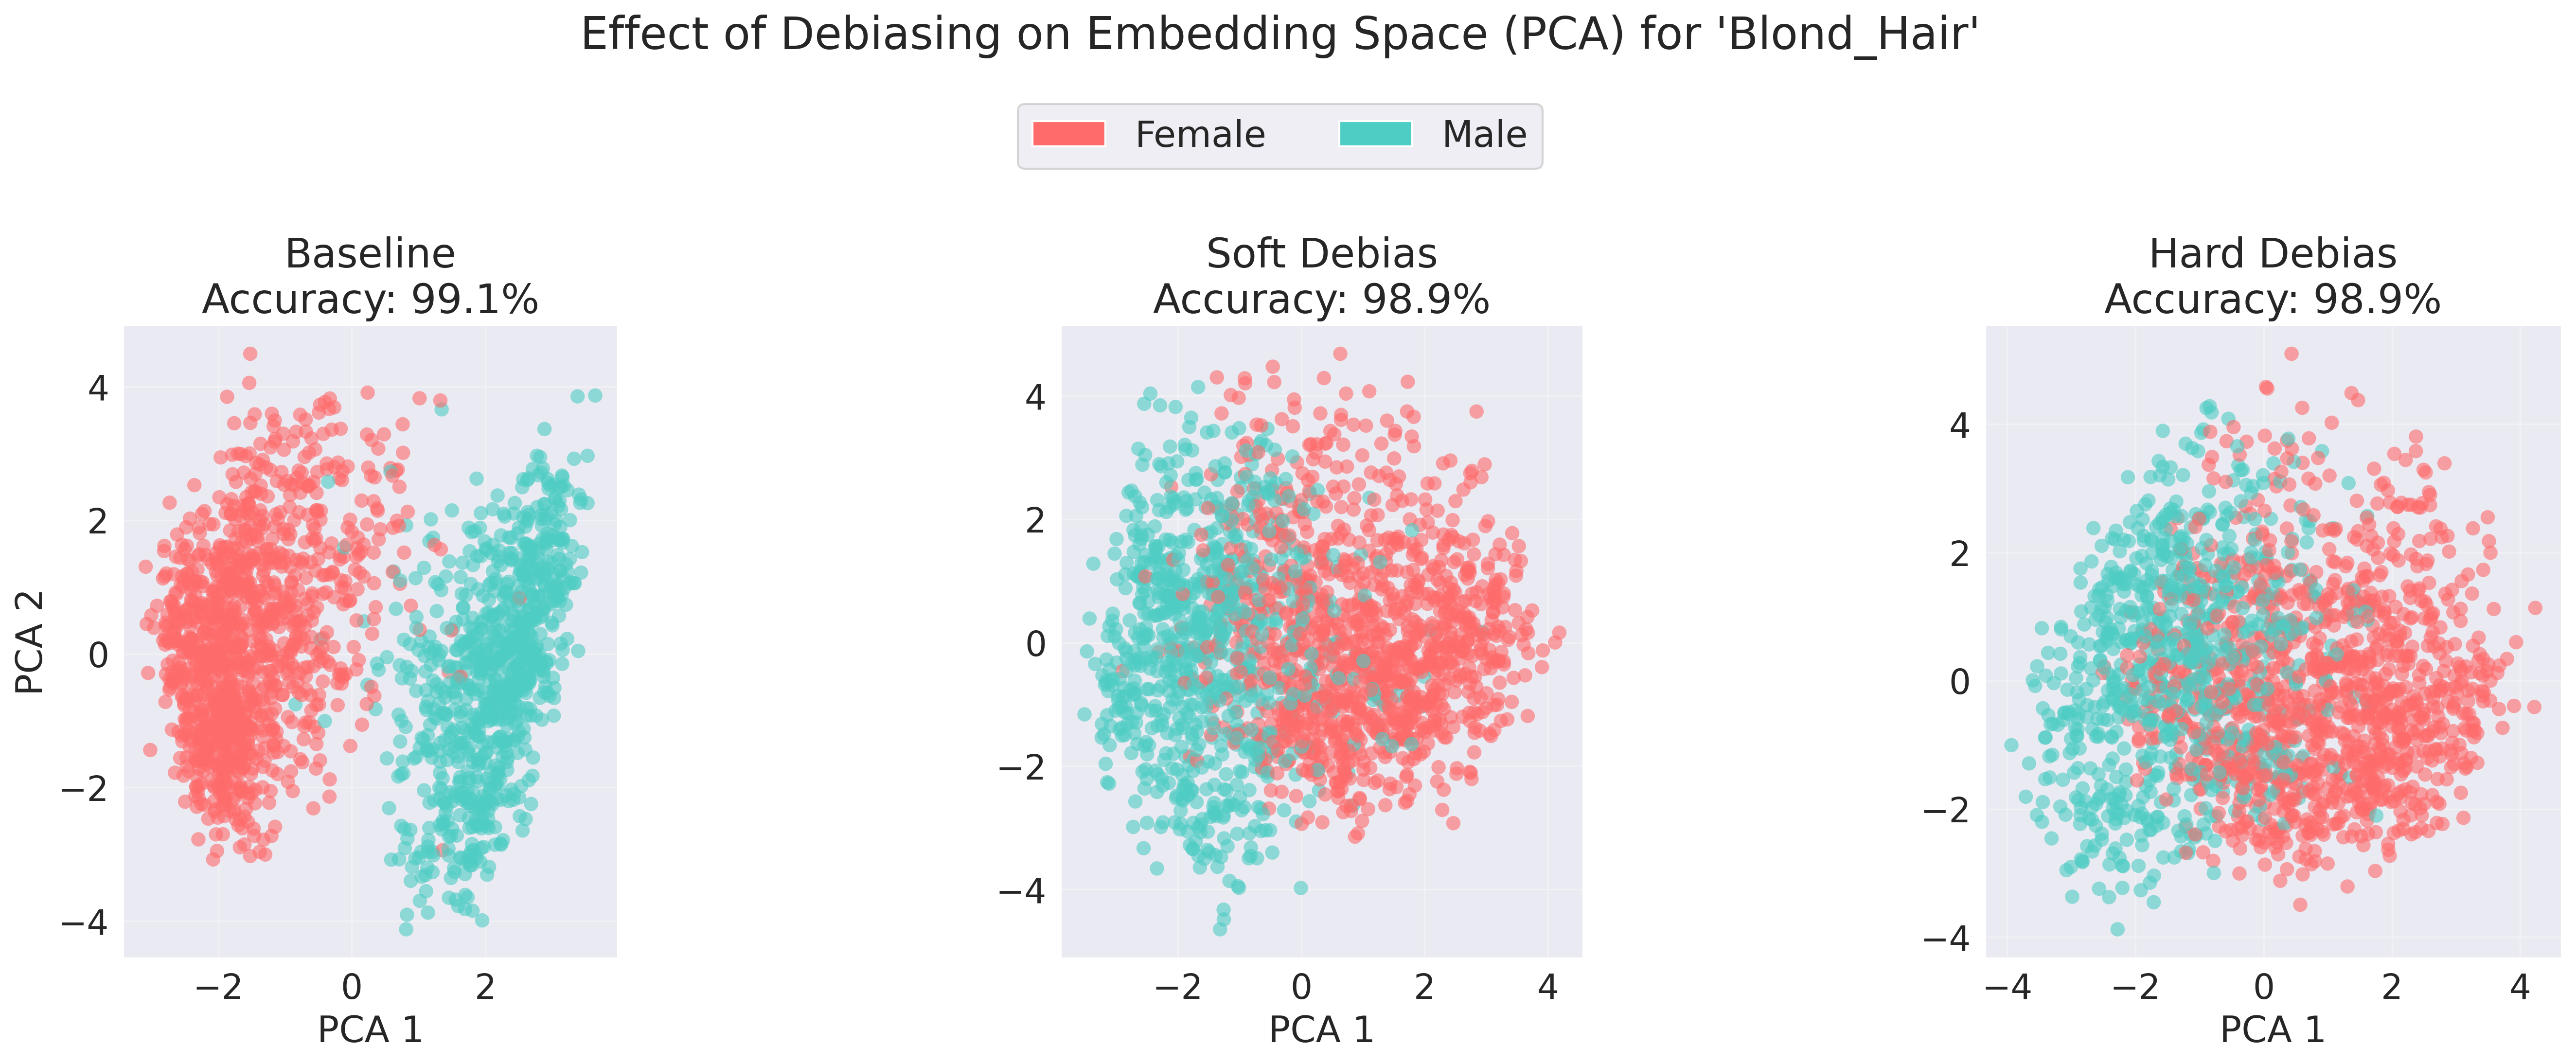 Effect of Debiasing on Embedding Space (PCA) for 'Blond_Hair'
Female Male
Baseline
Accuracy: 99.1%
PCA 2
4
2
0
−2
−4
−2 0 2
PCA 1
Soft Debias
Accuracy: 98.9%
4
2
0
−2
−4
−2 0 2 4
PCA 1
Hard Debias
Accuracy: 98.9%
4
2
0
−2
−4
−4 −2 0 2 4
PCA 1